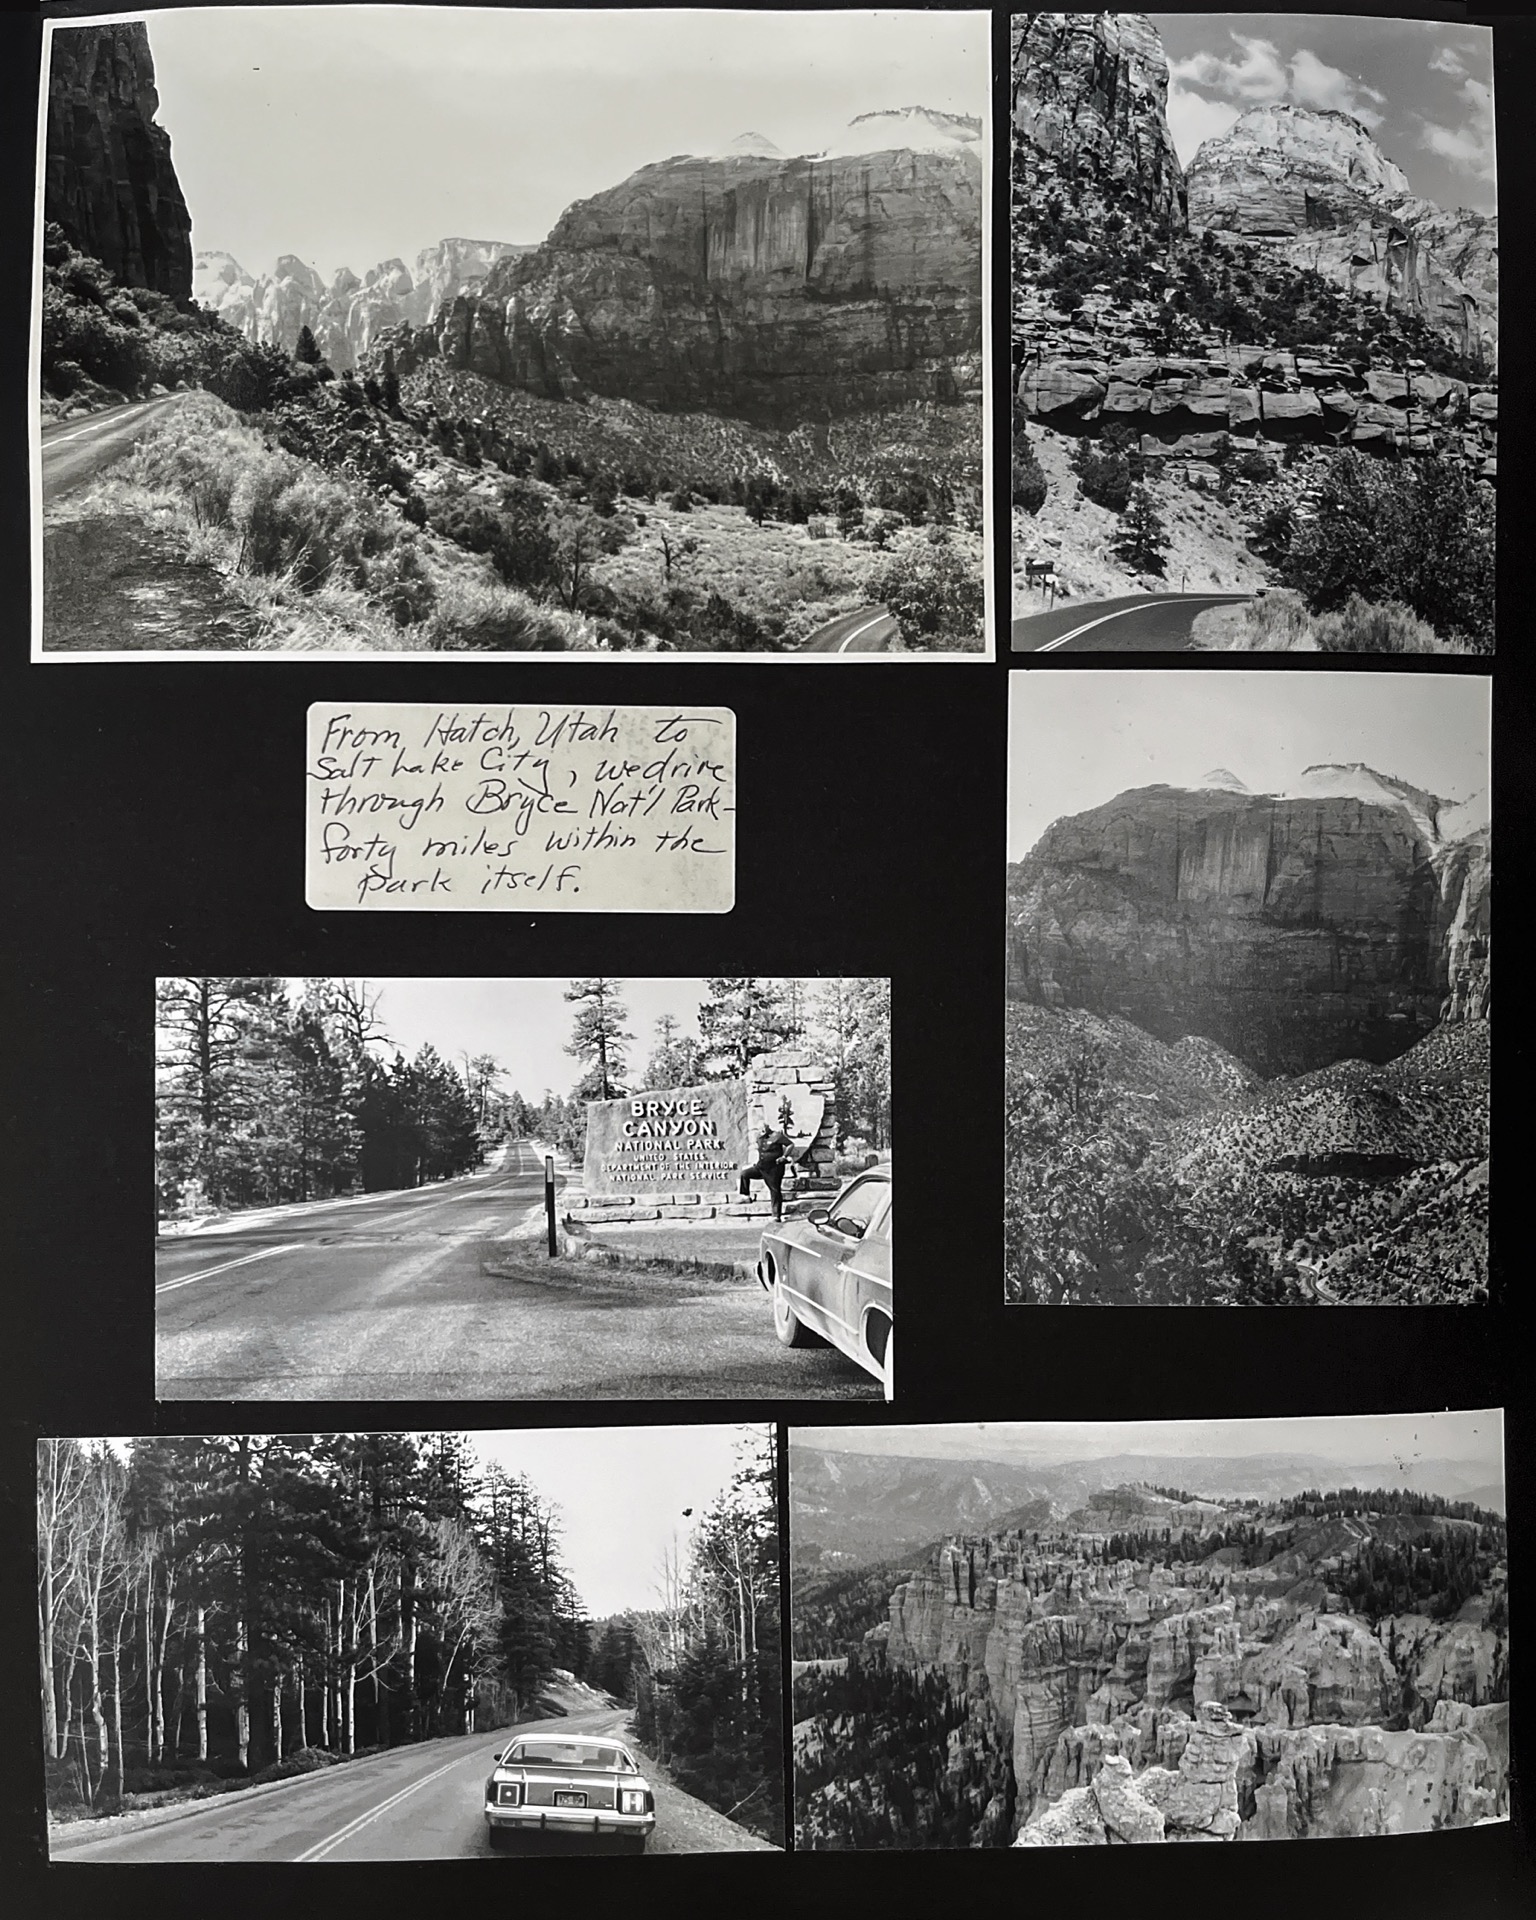 From Hatch, Utah to
Salt Lake City, we drive
through Bryce Nat'l Park-
forty miles within the
park itself.
BRYCE
CANYON
NATIONAL PARK
UNITED STATES
DEPARTMENT OF THE INTERIOR
NATIONAL PARK SERVICE